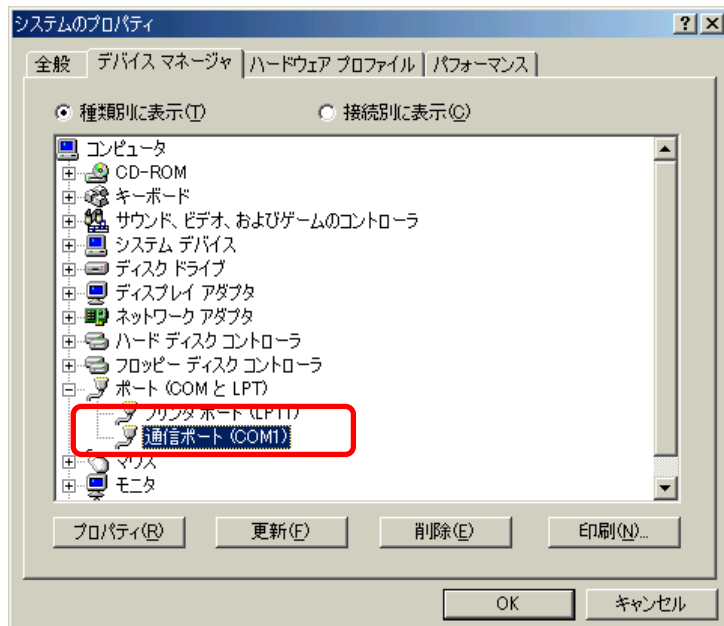 システムのプロパティ
全般 デバイス マネージャ ハードウェア プロファイル パフォーマンス
種類別に表示(T) 接続別に表示(C)
コンピュータ
CD-ROM
キーボード
サウンド、ビデオ、およびゲームのコントローラ
システム デバイス
ディスク ドライブ
ディスプレイ アダプタ
ネットワーク アダプタ
ハード ディスク コントローラ
フロッピー ディスク コントローラ
ポート (COM と LPT)
プリンタ ポート (LPT1)
通信ポート (COM1)
マウス
モニタ
プロパティ(R) 更新(F) 削除(E) 印刷(N)...
OK キャンセル